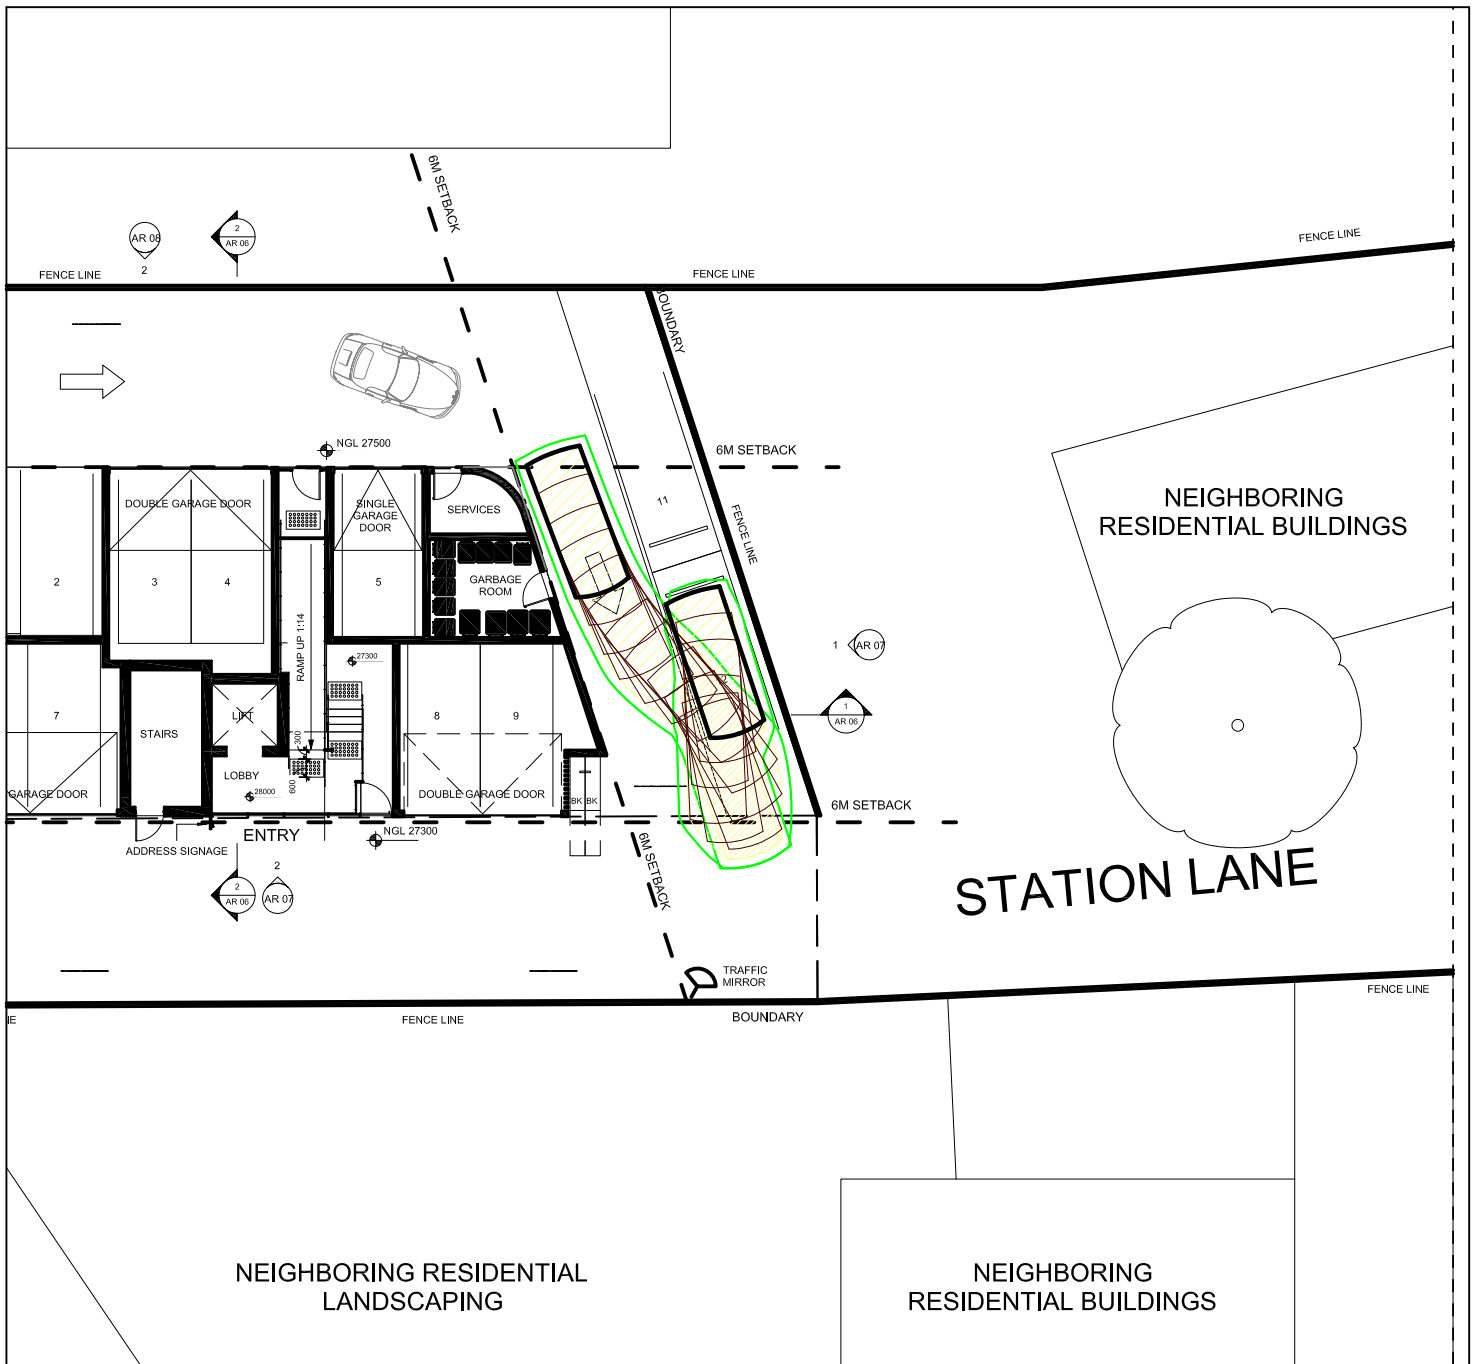 6M SETBACK
AR 08
2
2
AR 06
FENCE LINE
FENCE LINE
FENCE LINE
BOUNDARY
NGL 27500
6M SETBACK
11
FENCE LINE
NEIGHBORING
RESIDENTIAL BUILDINGS
DOUBLE GARAGE DOOR
SINGLE
GARAGE
DOOR
SERVICES
2
3
4
5
GARBAGE
ROOM
RAMP UP 1:14
27300
1
AR 07
7
STAIRS
LIFT
8
9
1
AR 06
LOBBY
300
600
28000
GARAGE DOOR
DOUBLE GARAGE DOOR
BK
BK
6M SETBACK
ENTRY
NGL 27300
ADDRESS SIGNAGE
6M SETBACK
2
AR 06
2
AR 07
STATION LANE
TRAFFIC
MIRROR
FENCE LINE
FENCE LINE
BOUNDARY
NEIGHBORING RESIDENTIAL
LANDSCAPING
NEIGHBORING
RESIDENTIAL BUILDINGS